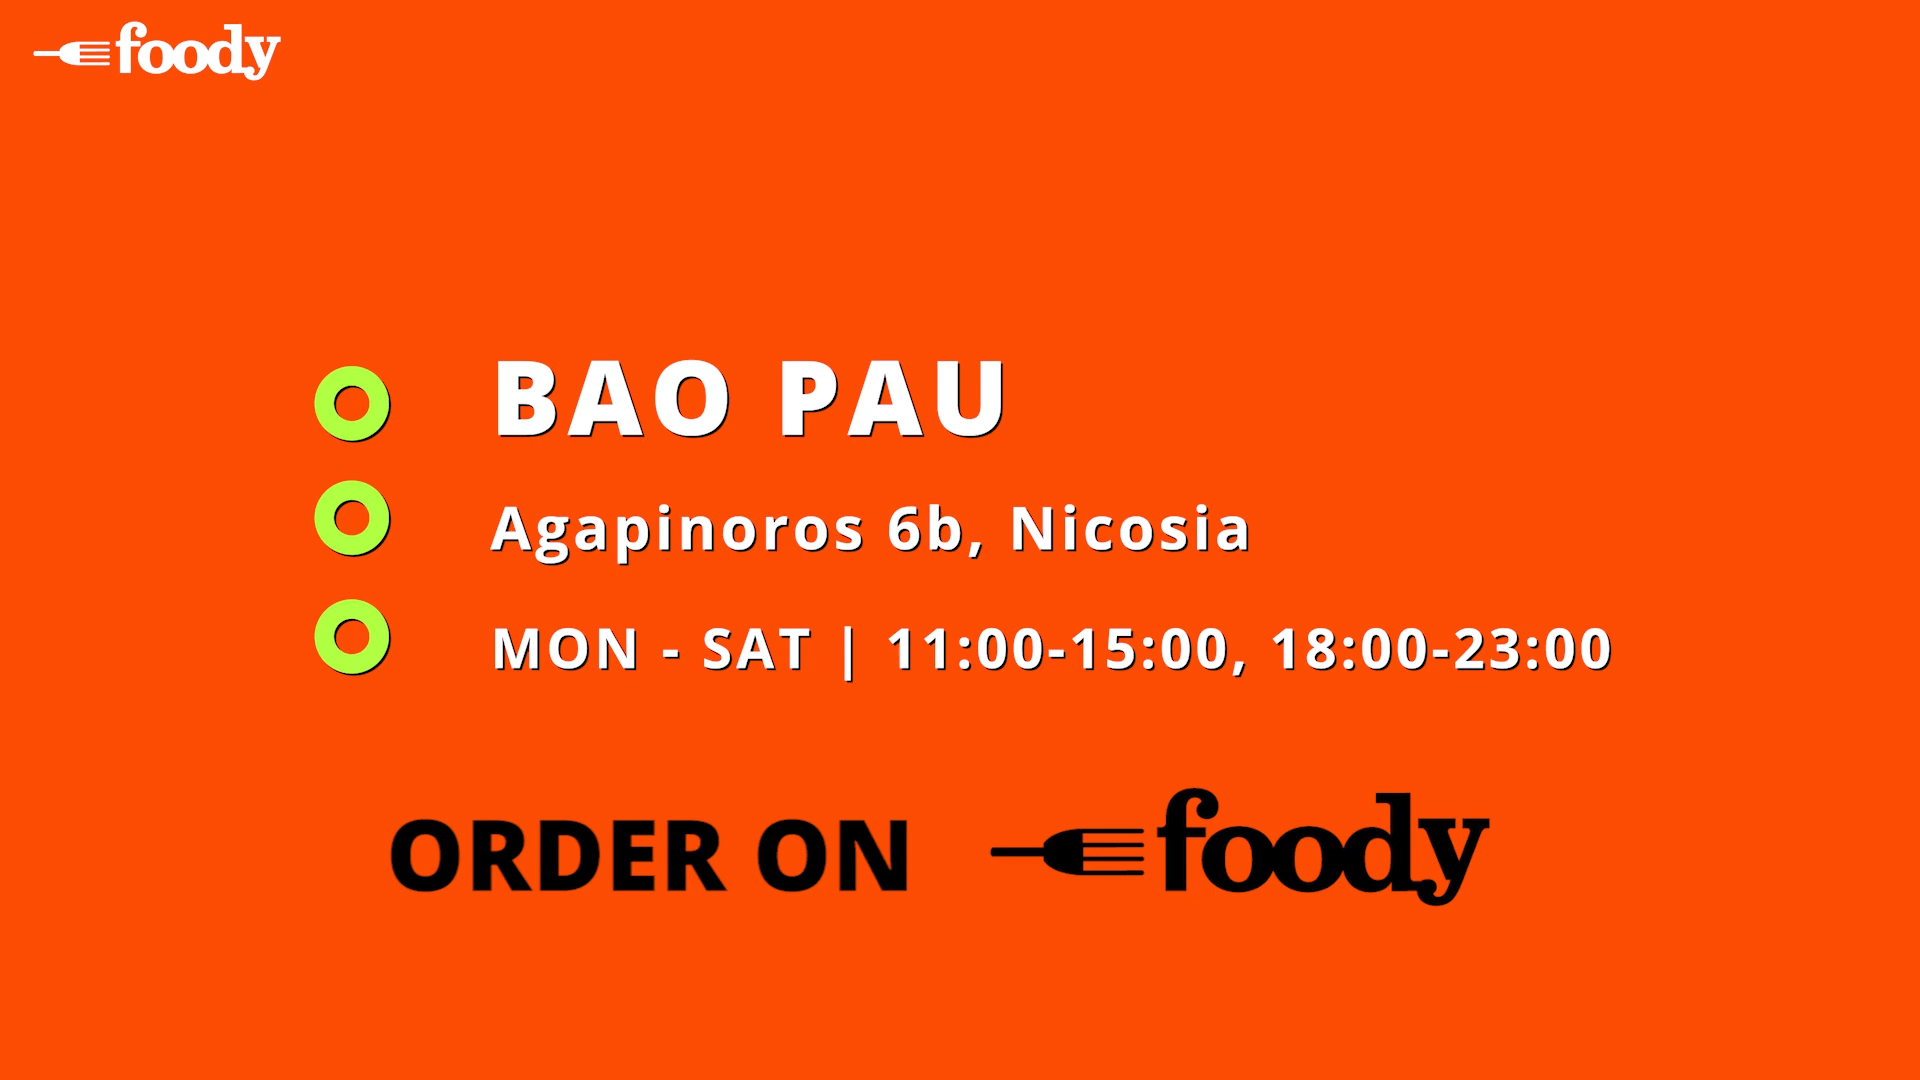 foody
BAO PAU
Agapinoros 6b, Nicosia
MON - SAT | 11:00-15:00, 18:00-23:00
ORDER ON foody